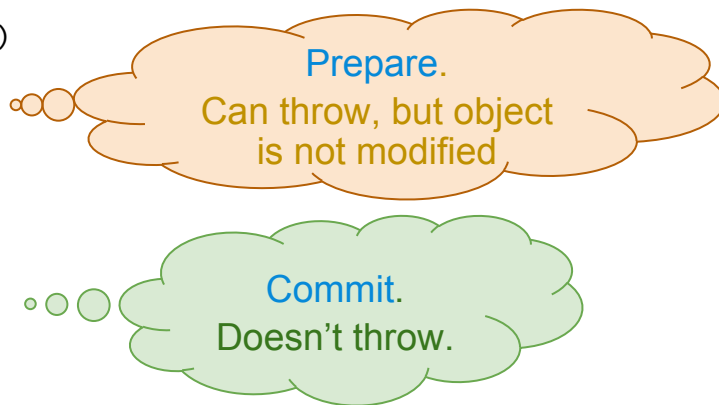 )
Prepare.
Can throw, but object
is not modified
Commit.
Doesn't throw.